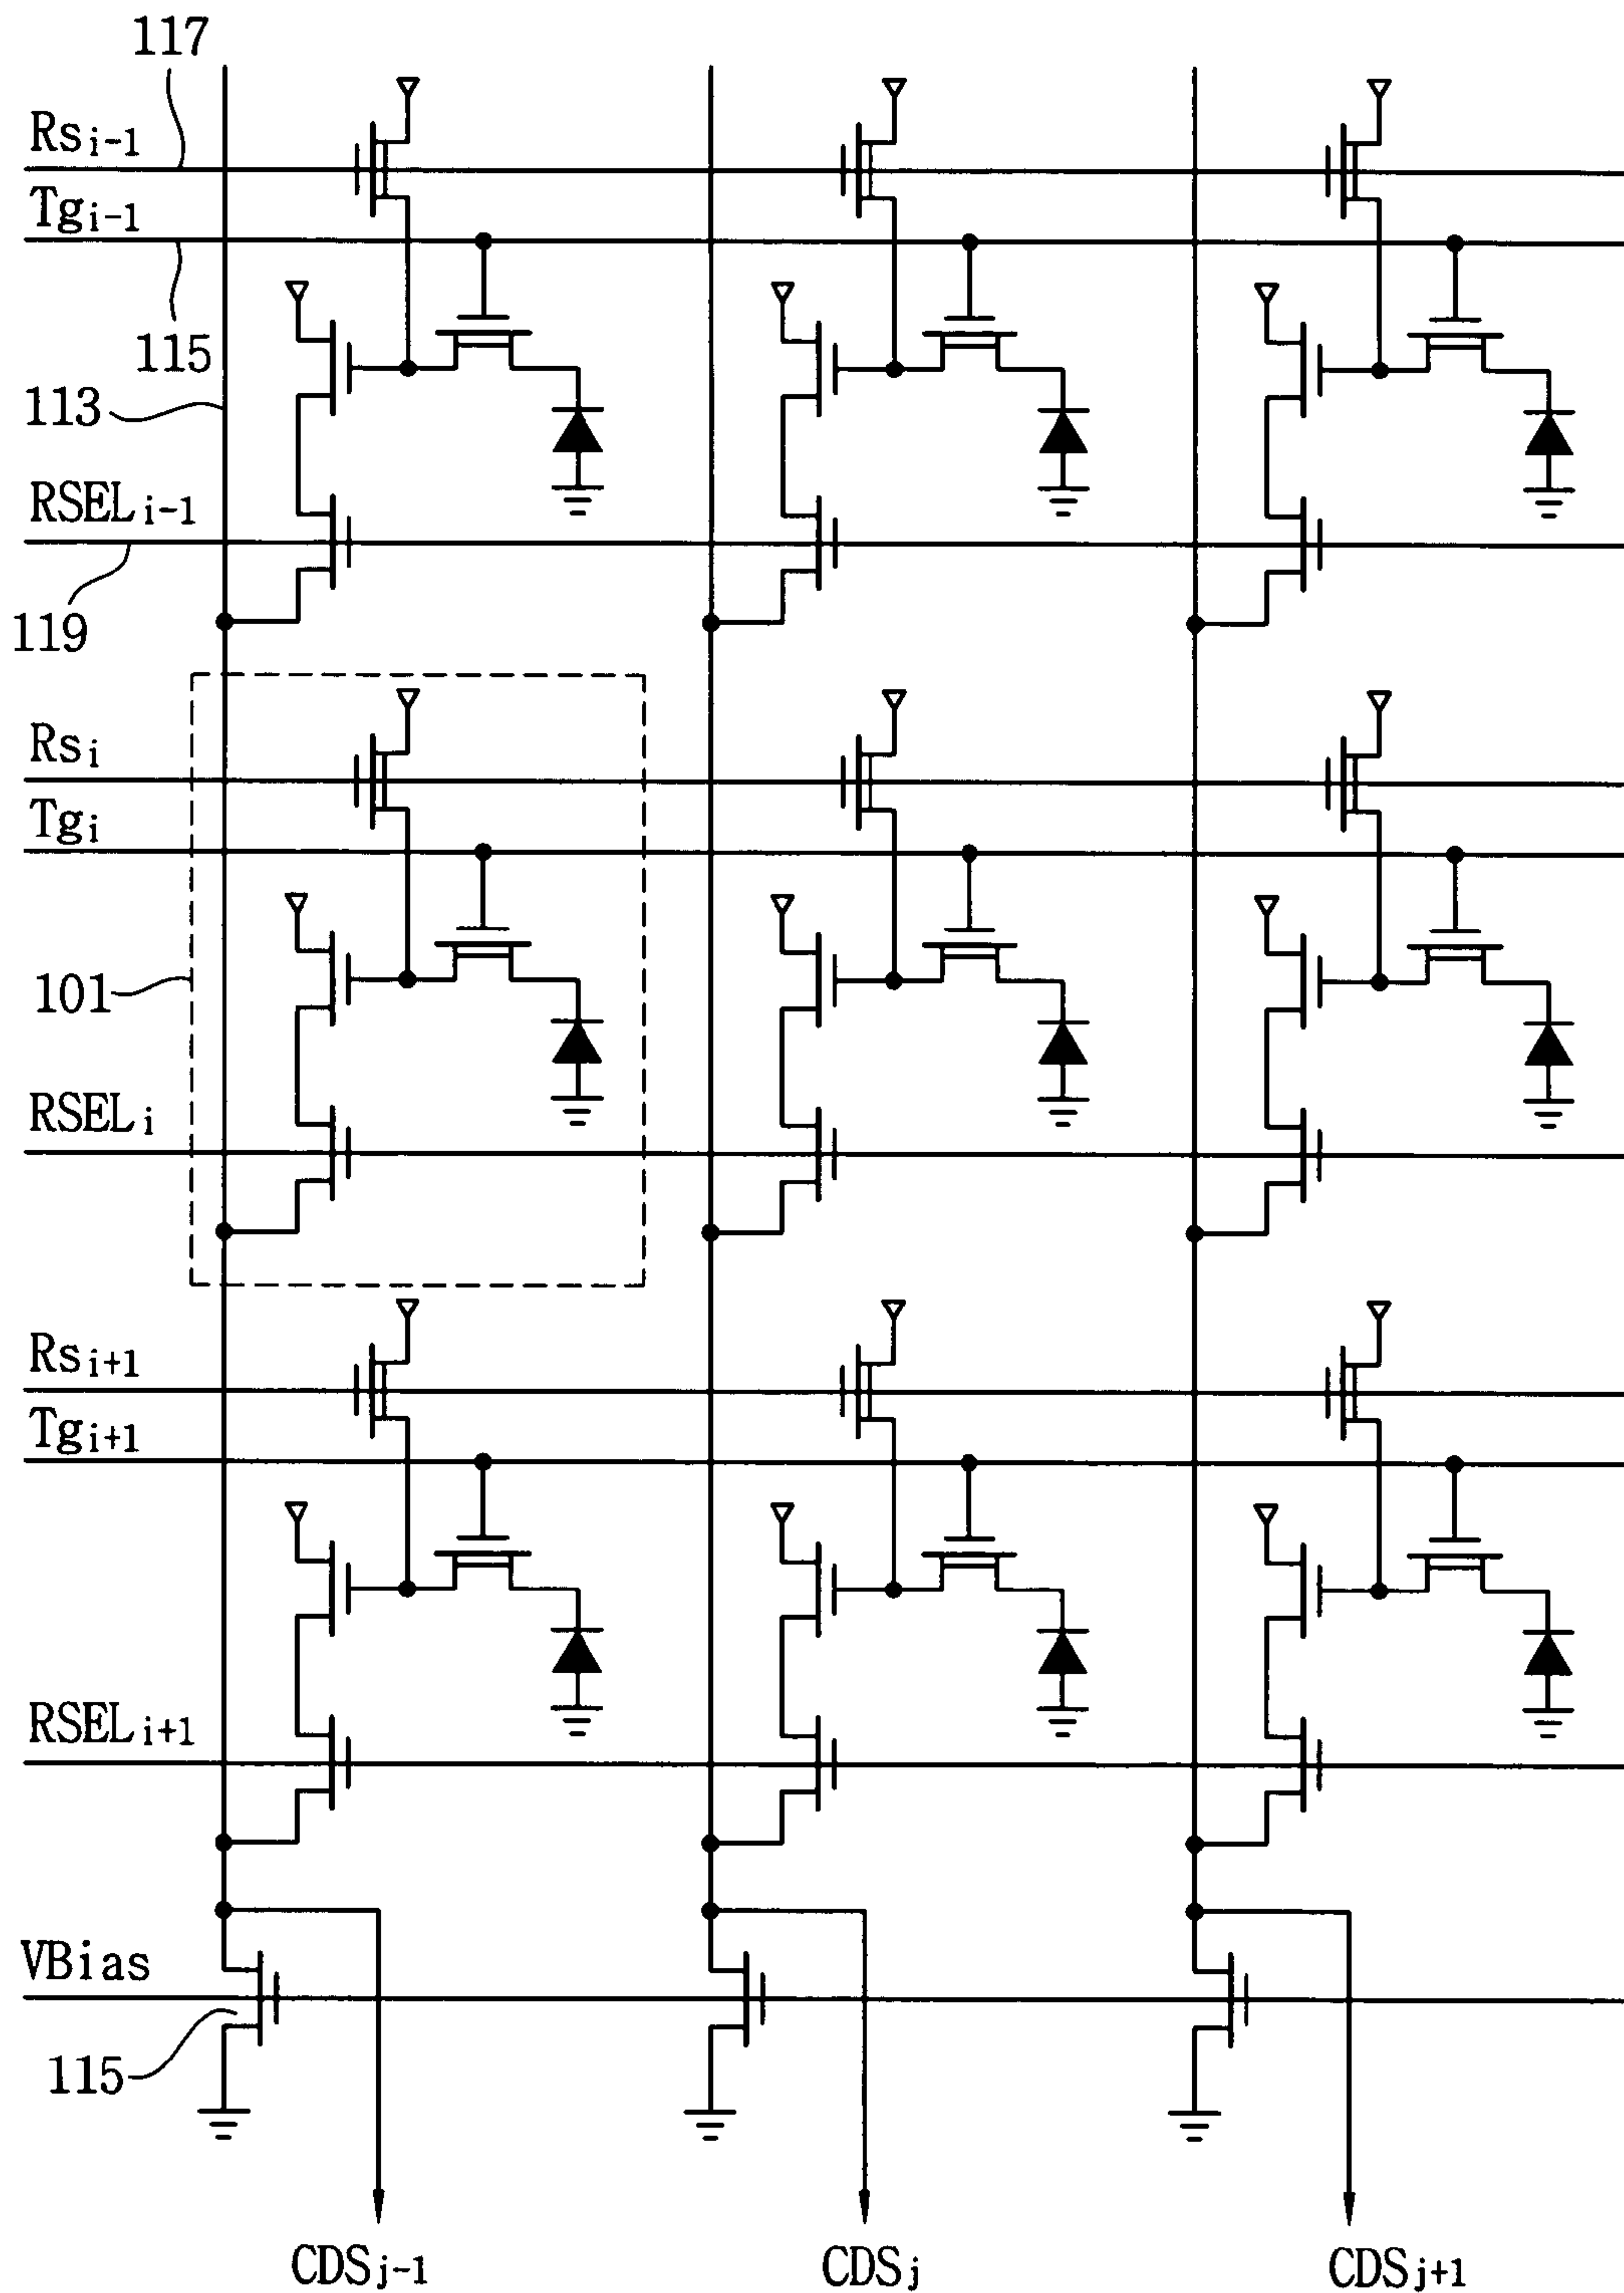 117
Rsi-1
Tgi-1
115
113
RSELi-1
119
Rsi
Tgi
101
RSELi
Rsi+1
Tgi+1
RSELi+1
VBias
115
CDSj-1 CDSj CDSj+1